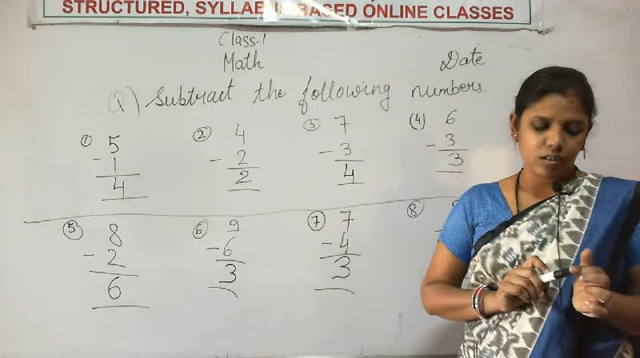 STRUCTURED, SYLLAB BASED ONLINE CLASSES
Class-1
Math
Date
Q) Subtract the following numbers.
① 5 - 1 4
② 4 - 2 2
③ 7 - 3 4
(4) 6 - 3 3
⑤ 8 - 2 6
⑥ 9 - 6 3
⑦ 7 - 4 3
⑧